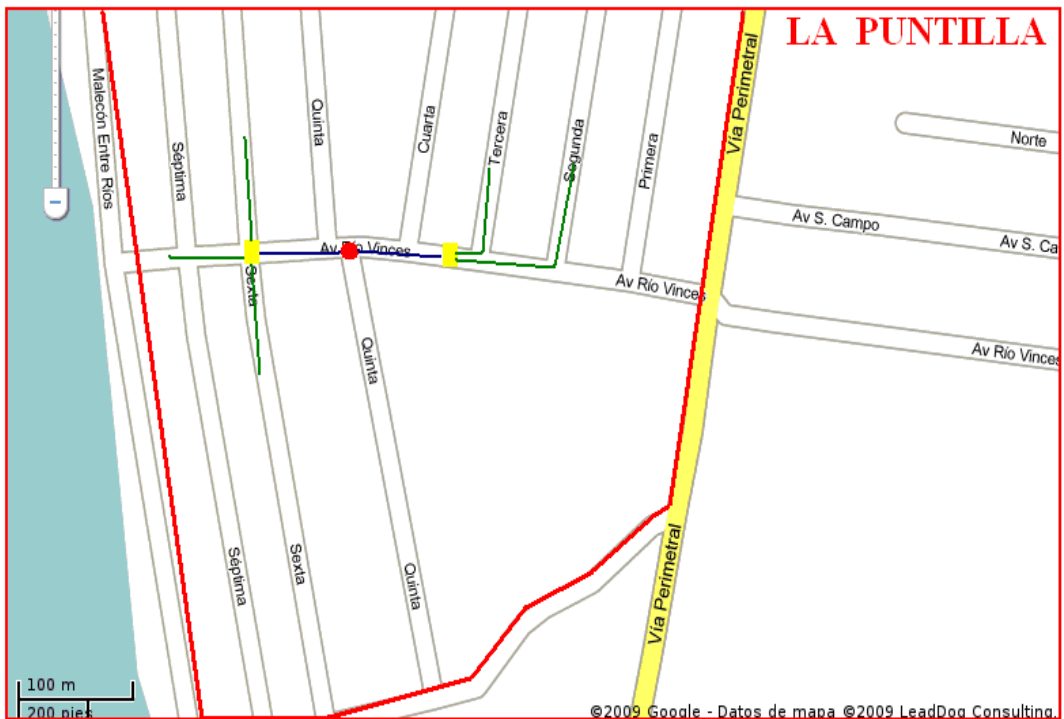 LA PUNTILLA
Malecón Entre Ríos
Séptima
Quinta
Cuarta
Tercera
Segunda
Primera
Vía Perimetral
Norte
Av S. Campo
Av S. Ca
Av Río Vinces
Sexta
Av Río Vinces
Av Río Vinces
Quinta
Séptima
Sexta
Quinta
Vía Perimetral
100 m
200 pies
©2009 Google - Datos de mapa ©2009 LeadDog Consulting,